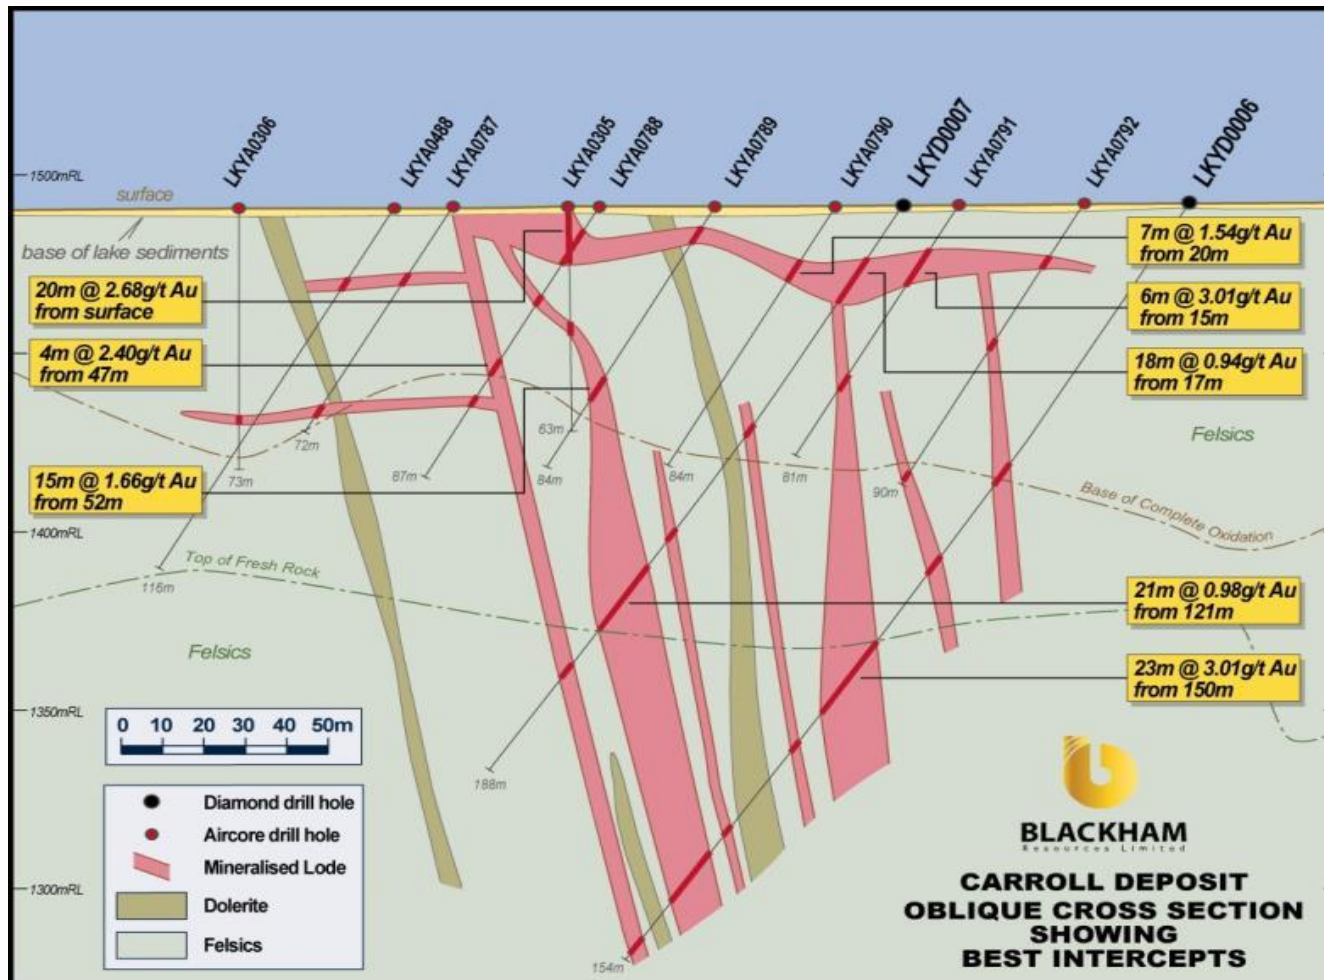 LKYA0306
LKYA0488
LKYA0787
LKYA0305
LKYA0788
LKYA0789
LKYA0790
LKYD0007
LKYA0791
LKYA0792
LKYD0006
1500mRL
surface
base of lake sediments
20m @ 2.68g/t Au
from surface
4m @ 2.40g/t Au
from 47m
15m @ 1.66g/t Au
from 52m
7m @ 1.54g/t Au
from 20m
6m @ 3.01g/t Au
from 15m
18m @ 0.94g/t Au
from 17m
Felsics
72m
73m
87m
63m
84m
84m
81m
90m
Base of Complete Oxidation
1400mRL
Top of Fresh Rock
116m
21m @ 0.98g/t Au
from 121m
Felsics
23m @ 3.01g/t Au
from 150m
1350mRL
0 10 20 30 40 50m
188m
Diamond drill hole
Aircore drill hole
Mineralised Lode
Dolerite
Felsics
1300mRL
154m
BLACKHAM
Resources Limited
CARROLL DEPOSIT
OBLIQUE CROSS SECTION
SHOWING
BEST INTERCEPTS